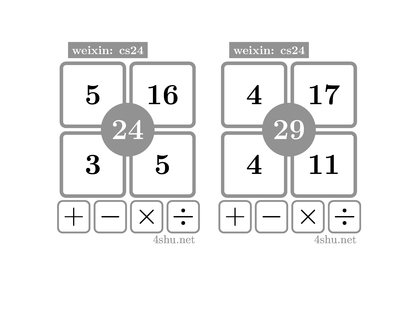 weixin: cs24
5 16
24
3 5
+ − × ÷
4shu.net
weixin: cs24
4 17
29
4 11
+ − × ÷
4shu.net